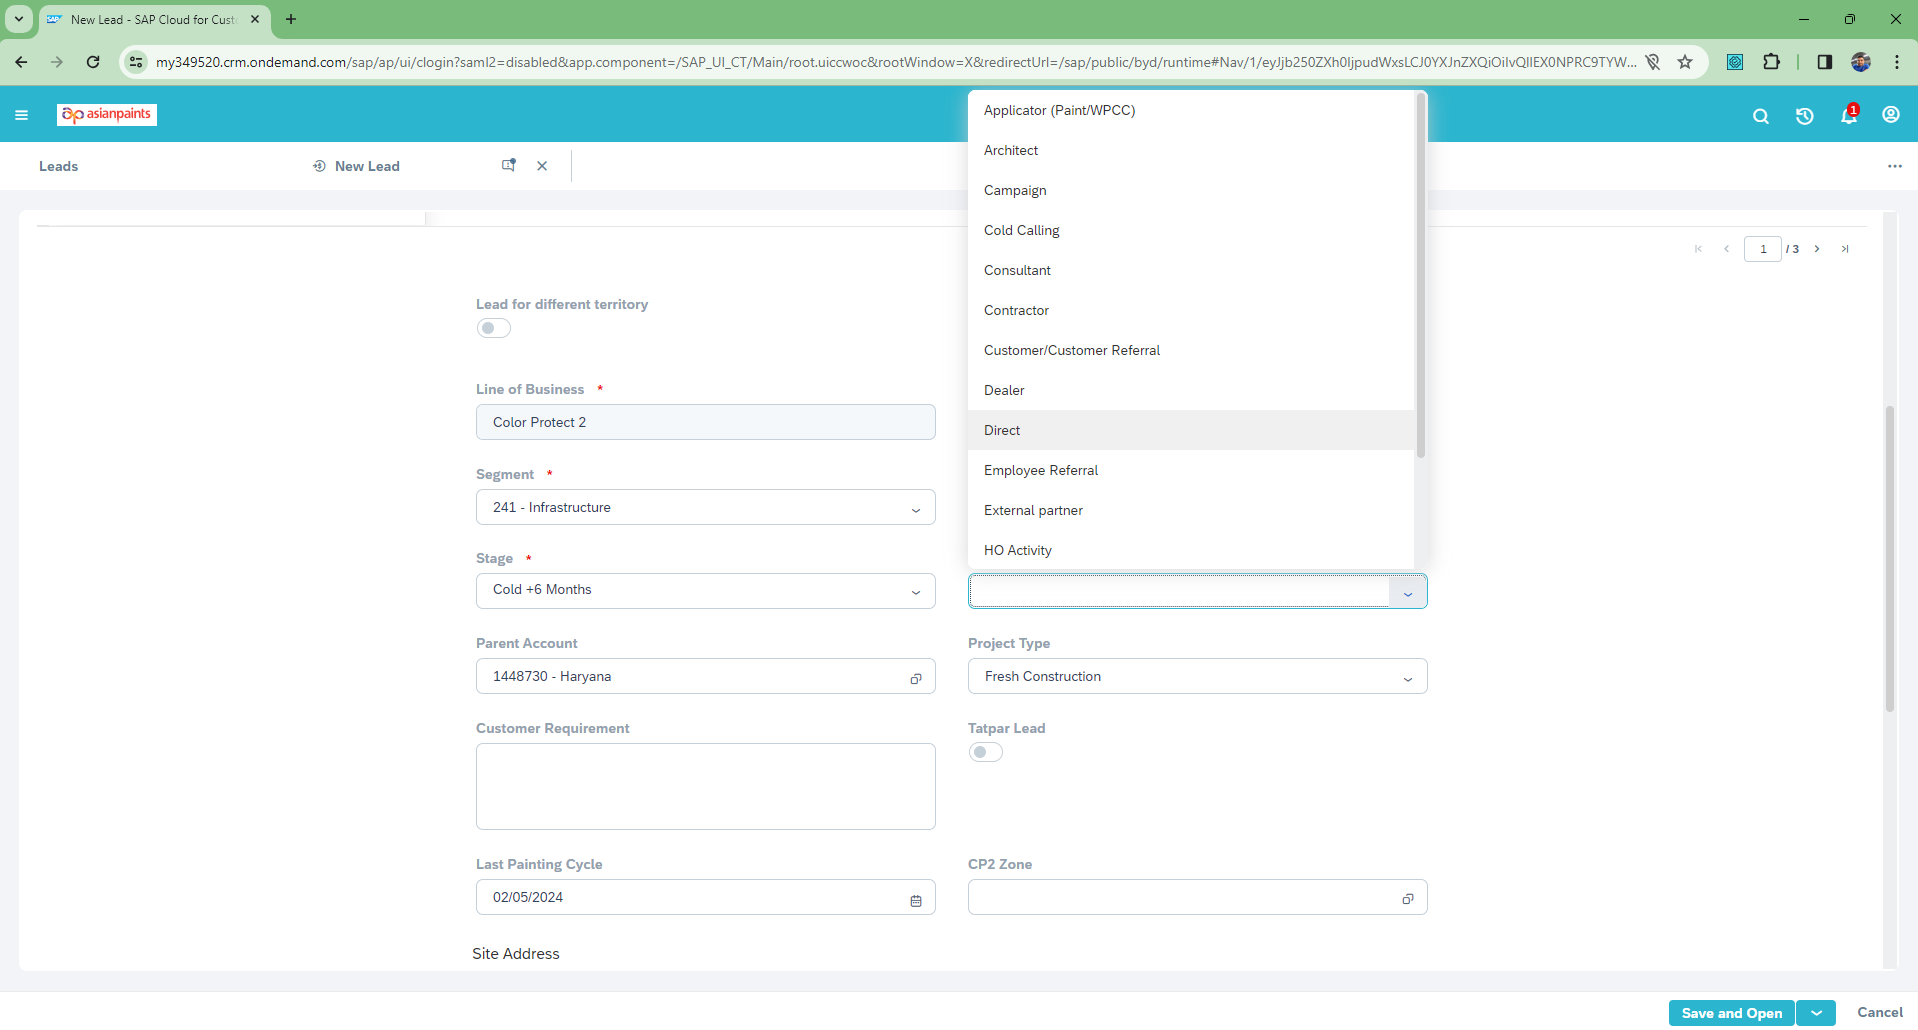 New Lead - SAP Cloud for Cust
my349520.crm.ondemand.com/sap/ap/ui/clogin?saml2=disabled&app.component=/SAP_UI_CT/Main/root.uiccwoc&rootWindow=X&redirectUrl=/sap/public/byd/runtime#Nav/1/eyJjb250ZXh0IjpudWxsLCJ0YXJnZXQiOiIvQllEX0NPRC9TYW...
asianpaints
1
Leads
New Lead
1 / 3
Applicator (Paint/WPCC)
Architect
Campaign
Cold Calling
Consultant
Contractor
Customer/Customer Referral
Dealer
Direct
Employee Referral
External partner
HO Activity
Lead for different territory
Line of Business *
Color Protect 2
Segment *
241 - Infrastructure
Stage *
Cold +6 Months
Parent Account
1448730 - Haryana
Project Type
Fresh Construction
Customer Requirement
Tatpar Lead
Last Painting Cycle
02/05/2024
CP2 Zone
Site Address
Save and Open
Cancel